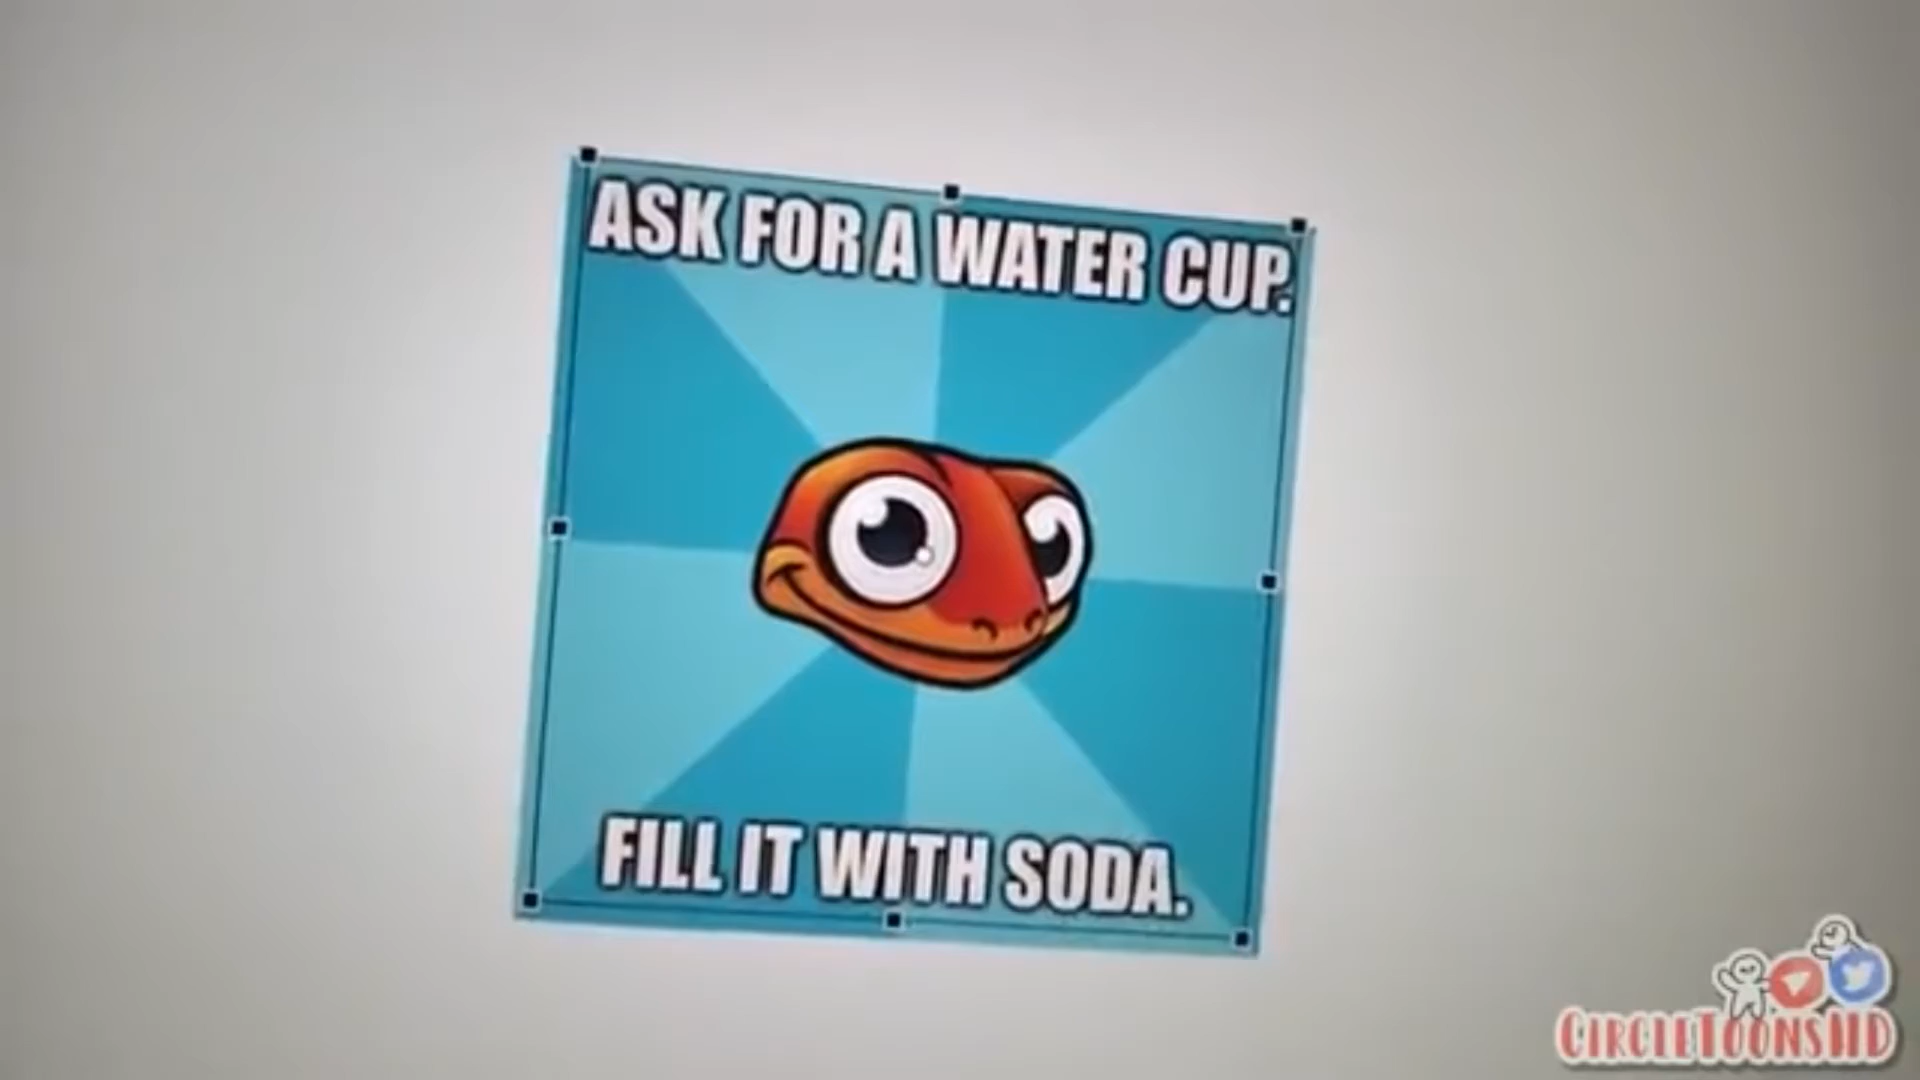 ASK FOR A WATER CUP.
FILL IT WITH SODA.
CIRCLETOONSHD